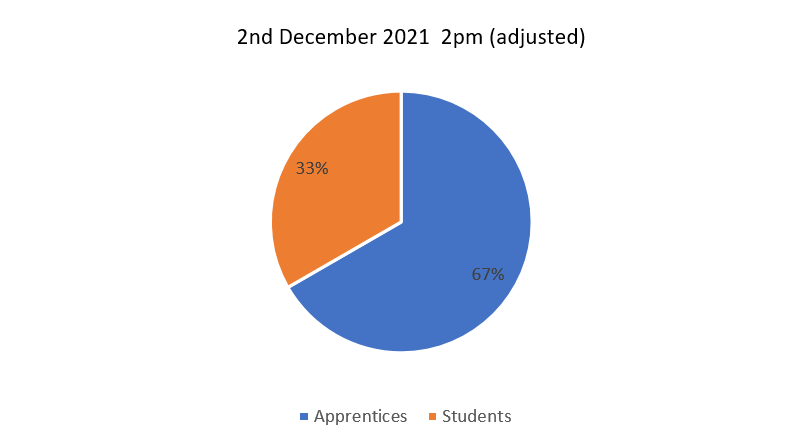 2nd December 2021  2pm (adjusted)
33%
67%
Apprentices
Students